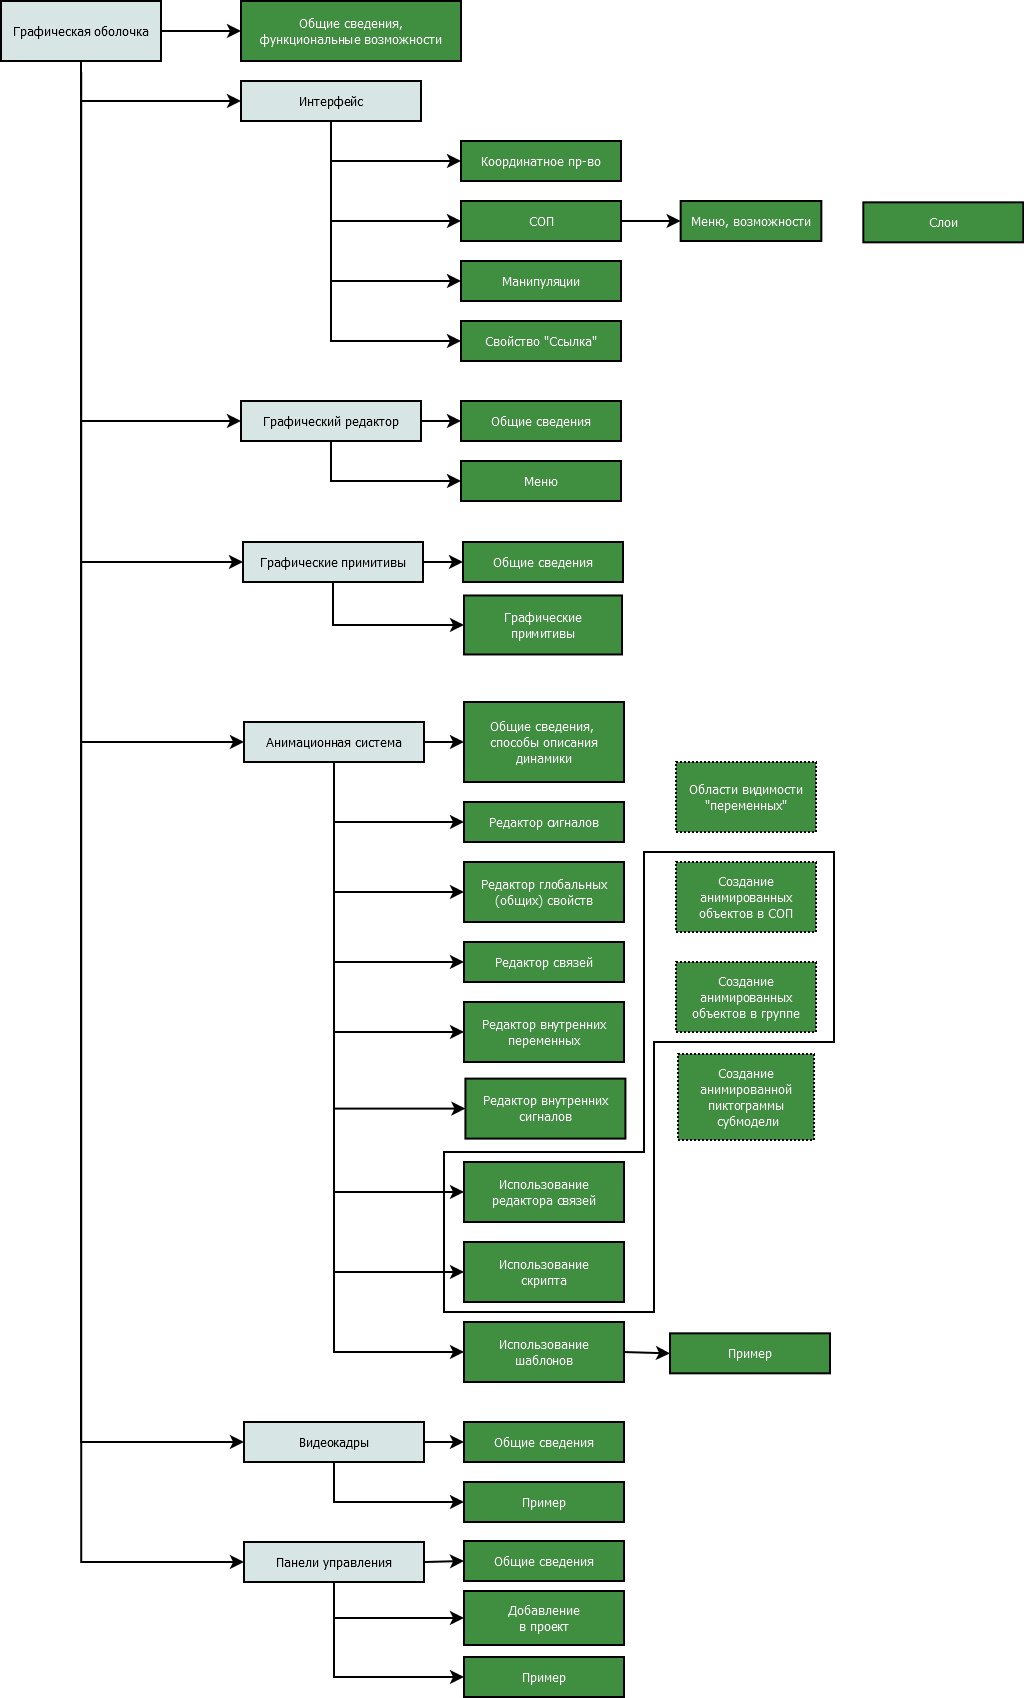 Графическая оболочка
Общие сведения,
функциональные возможности
Интерфейс
Координатное пр-во
СОП
Меню, возможности
Слои
Манипуляции
Свойство "Ссылка"
Графический редактор
Общие сведения
Меню
Графические примитивы
Общие сведения
Графические
примитивы
Анимационная система
Общие сведения,
способы описания
динамики
Области видимости
"переменных"
Редактор сигналов
Редактор глобальных
(общих) свойств
Создание
анимированных
объектов в СОП
Редактор связей
Создание
анимированных
объектов в группе
Редактор внутренних
переменных
Создание
анимированной
пиктограммы
субмодели
Редактор внутренних
сигналов
Использование
редактора связей
Использование
скрипта
Использование
шаблонов
Пример
Видеокадры
Общие сведения
Пример
Панели управления
Общие сведения
Добавление
в проект
Пример